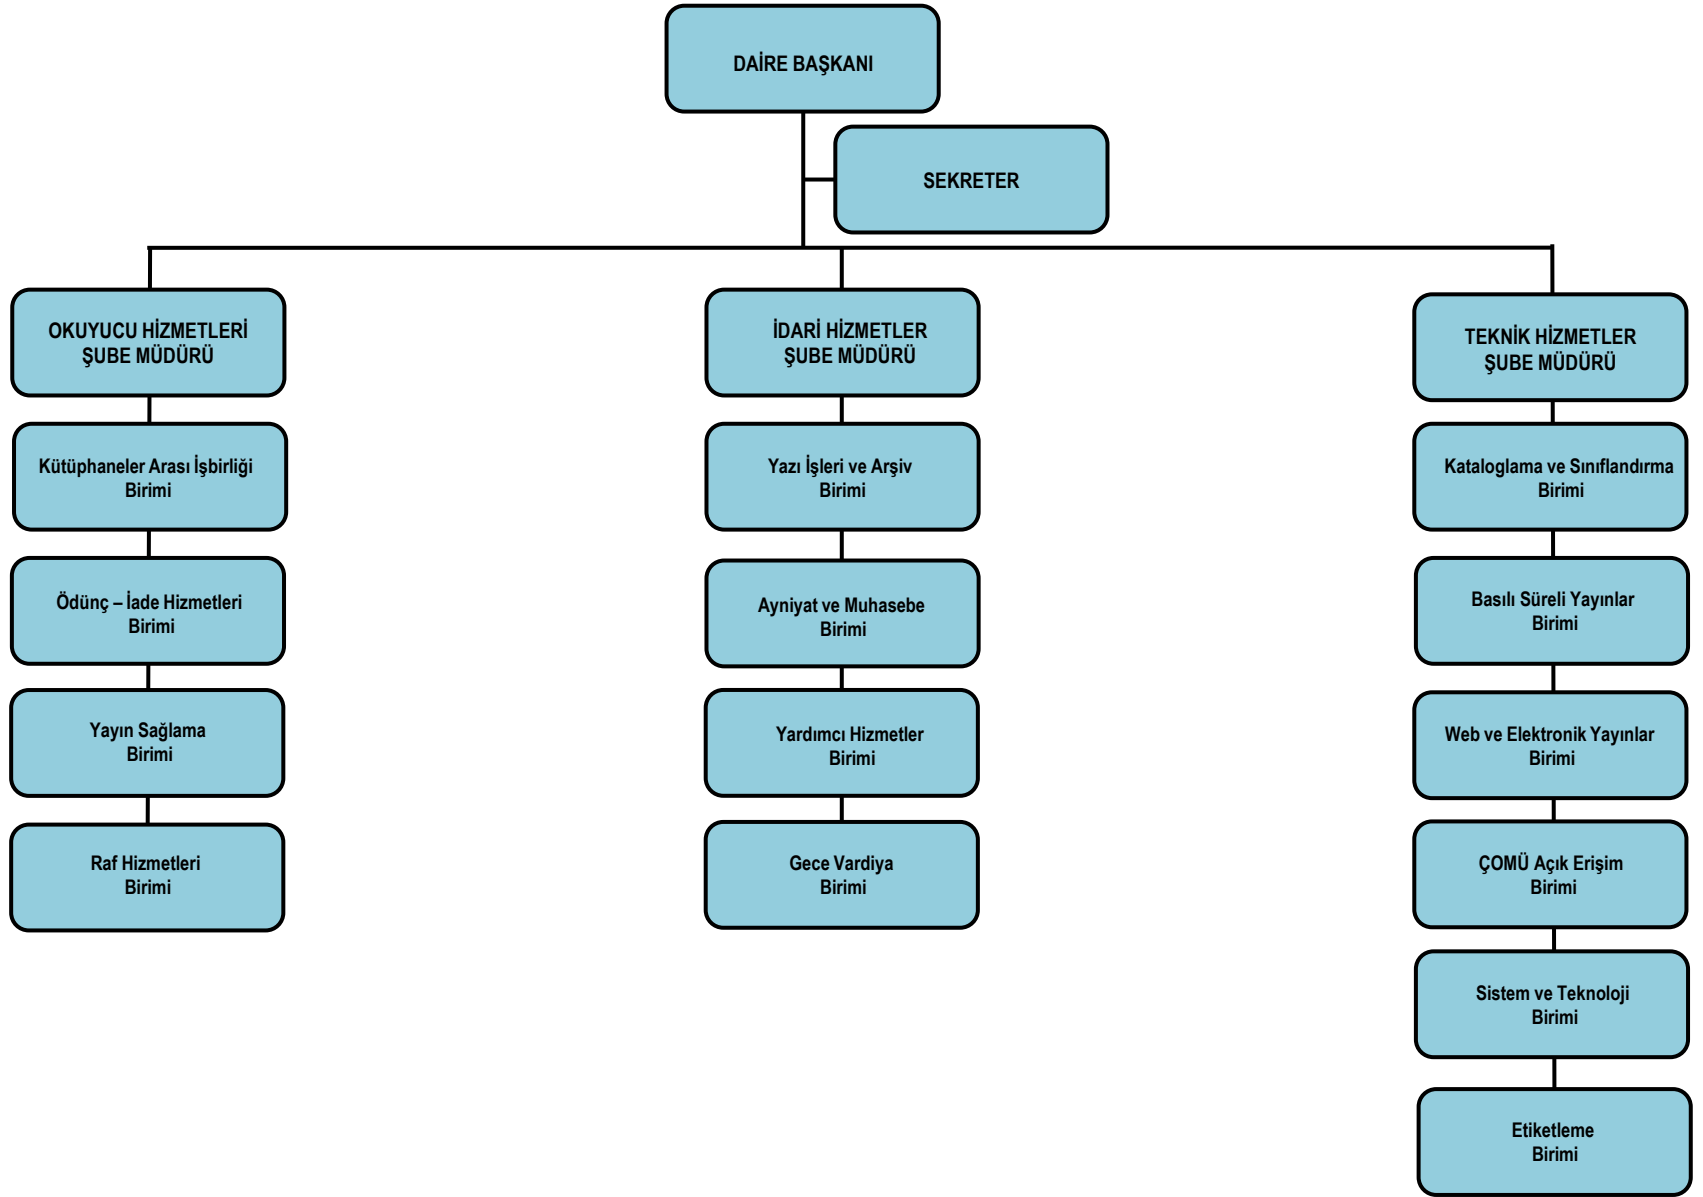 DAİRE BAŞKANI
SEKRETER
OKUYUCU HİZMETLERİ
ŞUBE MÜDÜRÜ
Kütüphaneler Arası İşbirliği
Birimi
Ödünç – İade Hizmetleri
Birimi
Yayın Sağlama
Birimi
Raf Hizmetleri
Birimi
İDARİ HİZMETLER
ŞUBE MÜDÜRÜ
Yazı İşleri ve Arşiv
Birimi
Ayniyat ve Muhasebe
Birimi
Yardımcı Hizmetler
Birimi
Gece Vardiya
Birimi
TEKNİK HİZMETLER
ŞUBE MÜDÜRÜ
Kataloglama ve Sınıflandırma
Birimi
Basılı Süreli Yayınlar
Birimi
Web ve Elektronik Yayınlar
Birimi
ÇOMÜ Açık Erişim
Birimi
Sistem ve Teknoloji
Birimi
Etiketleme
Birimi